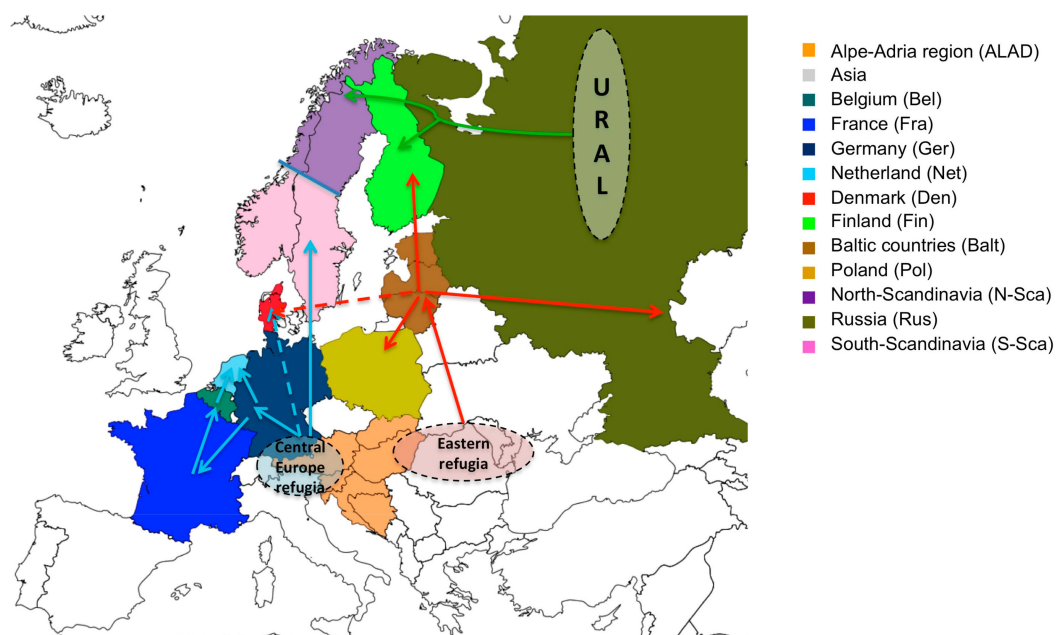 U
R
A
L
Central
Europe
refugia
Eastern
refugia
Alpe-Adria region (ALAD)
Asia
Belgium (Bel)
France (Fra)
Germany (Ger)
Netherland (Net)
Denmark (Den)
Finland (Fin)
Baltic countries (Balt)
Poland (Pol)
North-Scandinavia (N-Sca)
Russia (Rus)
South-Scandinavia (S-Sca)